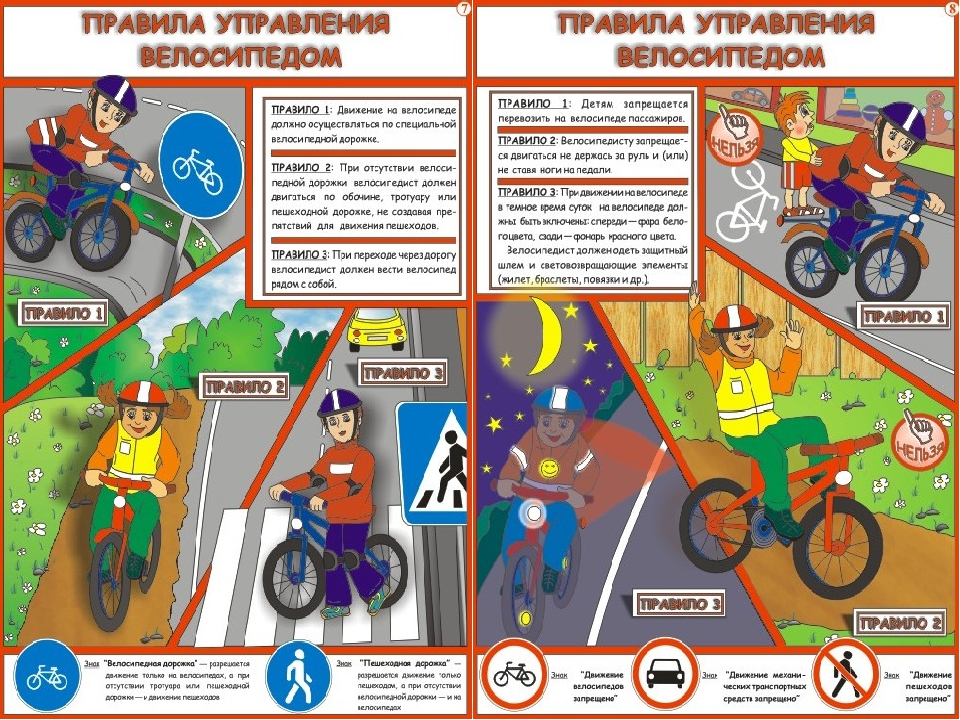 7
ПРАВИЛА УПРАВЛЕНИЯ
ВЕЛОСИПЕДОМ
ПРАВИЛО 1: Движение на велосипеде
должно осуществляться по специальной
велосипедной дорожке.
ПРАВИЛО 2: При отсутствии велоси-
педной дорожки велосипедист должен
двигаться по обочине, тротуару или
пешеходной дорожке, не создавая пре-
пятствий для движения пешеходов.
ПРАВИЛО 3: При переходе через дорогу
велосипедист должен вести велосипед
рядом с собой.
ПРАВИЛО 1
ПРАВИЛО 2
ПРАВИЛО 3
Знак "Велосипедная дорожка" — разрешается
движение только на велосипедах, а при
отсутствии тротуара или пешеходной
дорожки — и движение пешеходов
Знак "Пешеходная дорожка" —
разрешается движение только
пешеходам, а при отсутствии
велосипедной дорожки — и на
велосипедах
8
ПРАВИЛА УПРАВЛЕНИЯ
ВЕЛОСИПЕДОМ
ПРАВИЛО 1: Детям запрещается
перевозить на велосипеде пассажиров.
ПРАВИЛО 2: Велосипедисту запрещает-
ся двигаться не держась за руль и (или)
не ставя ноги на педали.
ПРАВИЛО 3: При движении на велосипеде
в темное время суток на велосипеде дол-
жны быть включены: спереди — фара бело-
гоцвета, сзади — фонарь красного цвета.
Велосипедист должен одеть защитный
шлем и световозвращающие элементы
(жилет, браслеты, повязки и др.).
НЕЛЬЗЯ
ПРАВИЛО 1
НЕЛЬЗЯ
ПРАВИЛО 3
ПРАВИЛО 2
Знак "Движение
велосипедов
запрещено"
Знак "Движение механи-
ческих транспортных
средств запрещено"
Знак "Движение
пешеходов
запрещено"